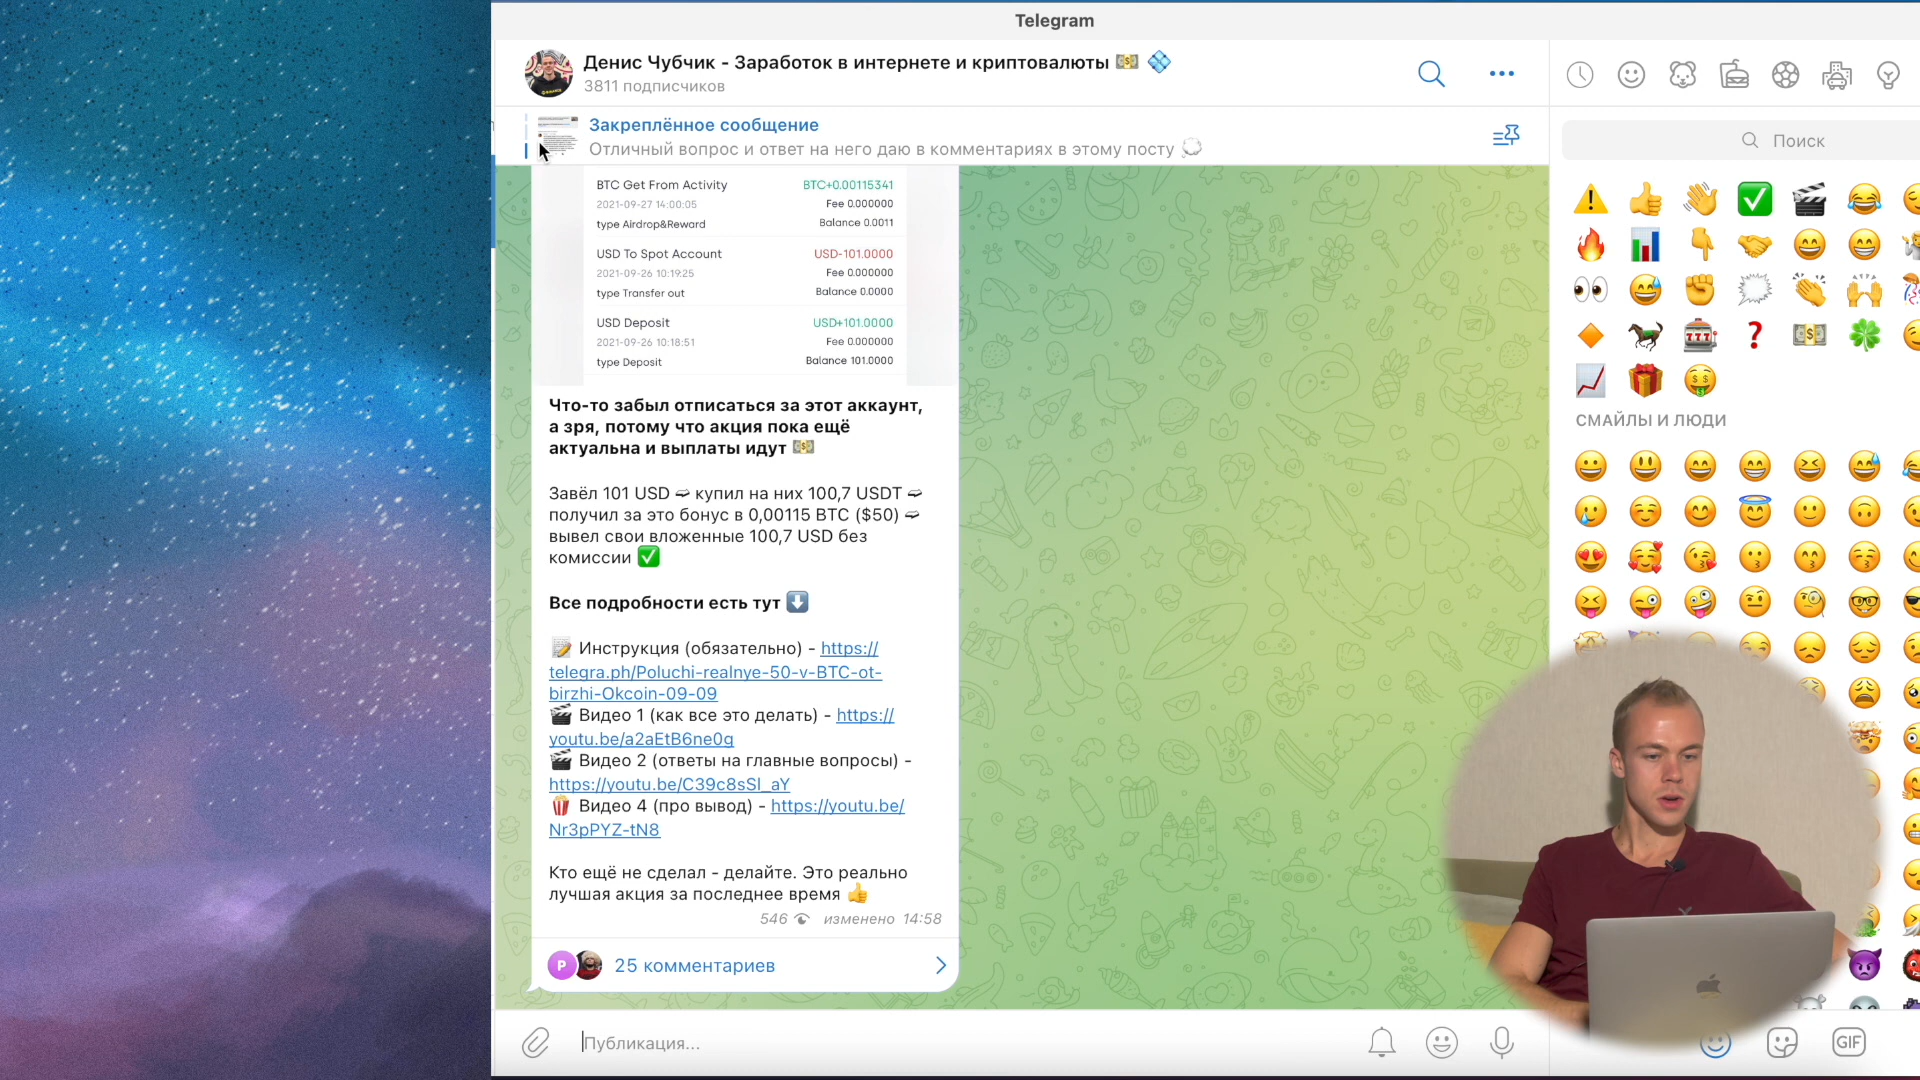 Telegram
Денис Чубчик - Заработок в интернете и криптовалюты
3811 подписчиков
Закреплённое сообщение
Отличный вопрос и ответ на него даю в комментариях в этому посту
Поиск
BTC Get From Activity BTC+0.00115341
2021-09-27 14:00:05 Fee 0.000000
type Airdrop&Reward Balance 0.0011
USD To Spot Account USD-101.0000
2021-09-26 10:19:25 Fee 0.000000
type Transfer out Balance 0.0000
USD Deposit USD+101.0000
2021-09-26 10:18:51 Fee 0.000000
type Deposit Balance 101.0000
Что-то забыл отписаться за этот аккаунт,
а зря, потому что акция пока ещё
актуальна и выплаты идут
Завёл 101 USD ➫ купил на них 100,7 USDT ➫
получил за это бонус в 0,00115 BTC ($50) ➫
вывел свои вложенные 100,7 USD без
комиссии ✅
Все подробности есть тут ⬇️
Инструкция (обязательно) - https://
telegra.ph/Poluchi-realnye-50-v-BTC-ot-
birzhi-Okcoin-09-09
Видео 1 (как все это делать) - https://
youtu.be/a2aEtB6ne0g
Видео 2 (ответы на главные вопросы) -
https://youtu.be/C39c8sSl_aY
Видео 4 (про вывод) - https://youtu.be/
Nr3pPYZ-tN8
Кто ещё не сделал - делайте. Это реально
лучшая акция за последнее время
546 изменено 14:58
P 25 комментариев
СМАЙЛЫ И ЛЮДИ
Публикация...
GIF